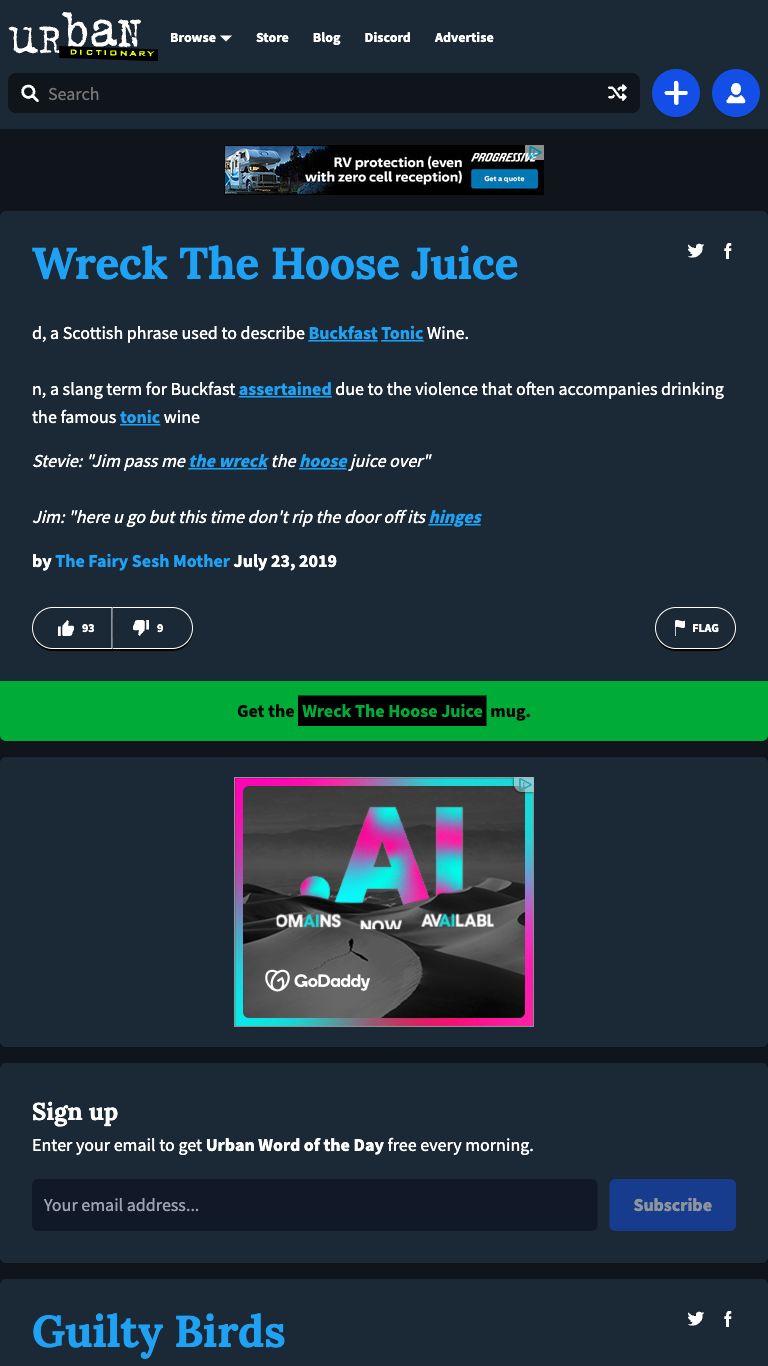 urban
DICTIONARY
Browse
Store
Blog
Discord
Advertise
Search
RV protection (even
with zero cell reception)
PROGRESSIVE
Get a quote
Wreck The Hoose Juice
d, a Scottish phrase used to describe Buckfast Tonic Wine.
n, a slang term for Buckfast assertained due to the violence that often accompanies drinking
the famous tonic wine
Stevie: "Jim pass me the wreck the hoose juice over"
Jim: "here u go but this time don't rip the door off its hinges
by The Fairy Sesh Mother July 23, 2019
93
9
FLAG
Get the Wreck The Hoose Juice mug.
.AI
OMAINS NOW AVAILABL
GoDaddy
Sign up
Enter your email to get Urban Word of the Day free every morning.
Your email address...
Subscribe
Guilty Birds